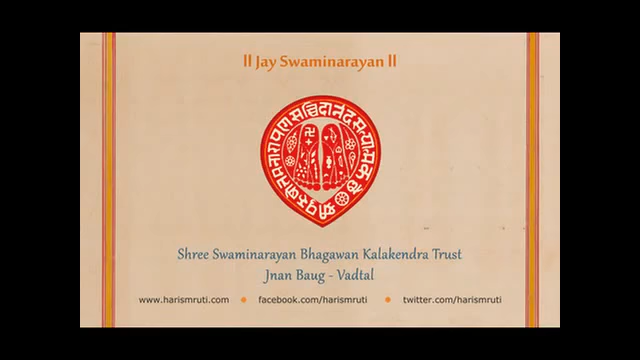 ॥ Jay Swaminarayan ॥
Shree Swaminarayan Bhagawan Kalakendra Trust
Jnan Baug - Vadtal
www.harismruti.com • facebook.com/harismruti • twitter.com/harismruti